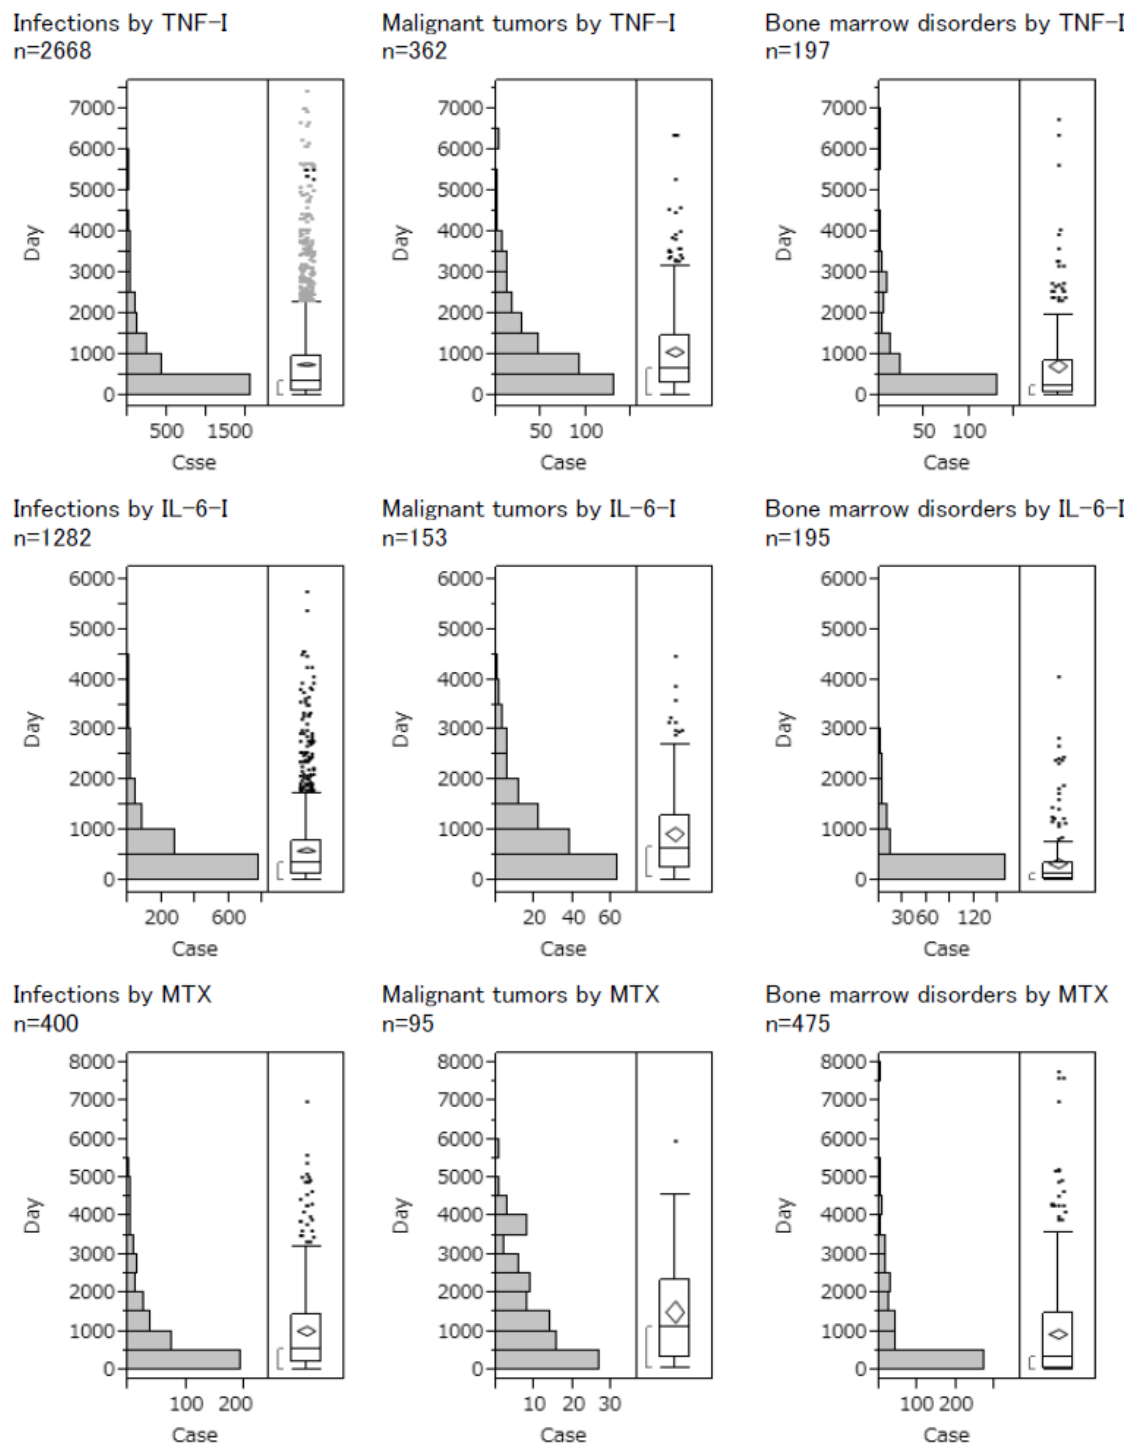 Infections by TNF-I
n=2668
7000
6000
5000
4000
3000
2000
1000
0
Day
500 1500
Csse
Malignant tumors by TNF-I
n=362
7000
6000
5000
4000
3000
2000
1000
0
Day
50 100
Case
Bone marrow disorders by TNF-I
n=197
7000
6000
5000
4000
3000
2000
1000
0
Day
50 100
Case
Infections by IL-6-I
n=1282
6000
5000
4000
3000
2000
1000
0
Day
200 600
Case
Malignant tumors by IL-6-I
n=153
6000
5000
4000
3000
2000
1000
0
Day
20 40 60
Case
Bone marrow disorders by IL-6-I
n=195
6000
5000
4000
3000
2000
1000
0
Day
30 60 120
Case
Infections by MTX
n=400
8000
7000
6000
5000
4000
3000
2000
1000
0
Day
100 200
Case
Malignant tumors by MTX
n=95
8000
7000
6000
5000
4000
3000
2000
1000
0
Day
10 20 30
Case
Bone marrow disorders by MTX
n=475
8000
7000
6000
5000
4000
3000
2000
1000
0
Day
100 200
Case